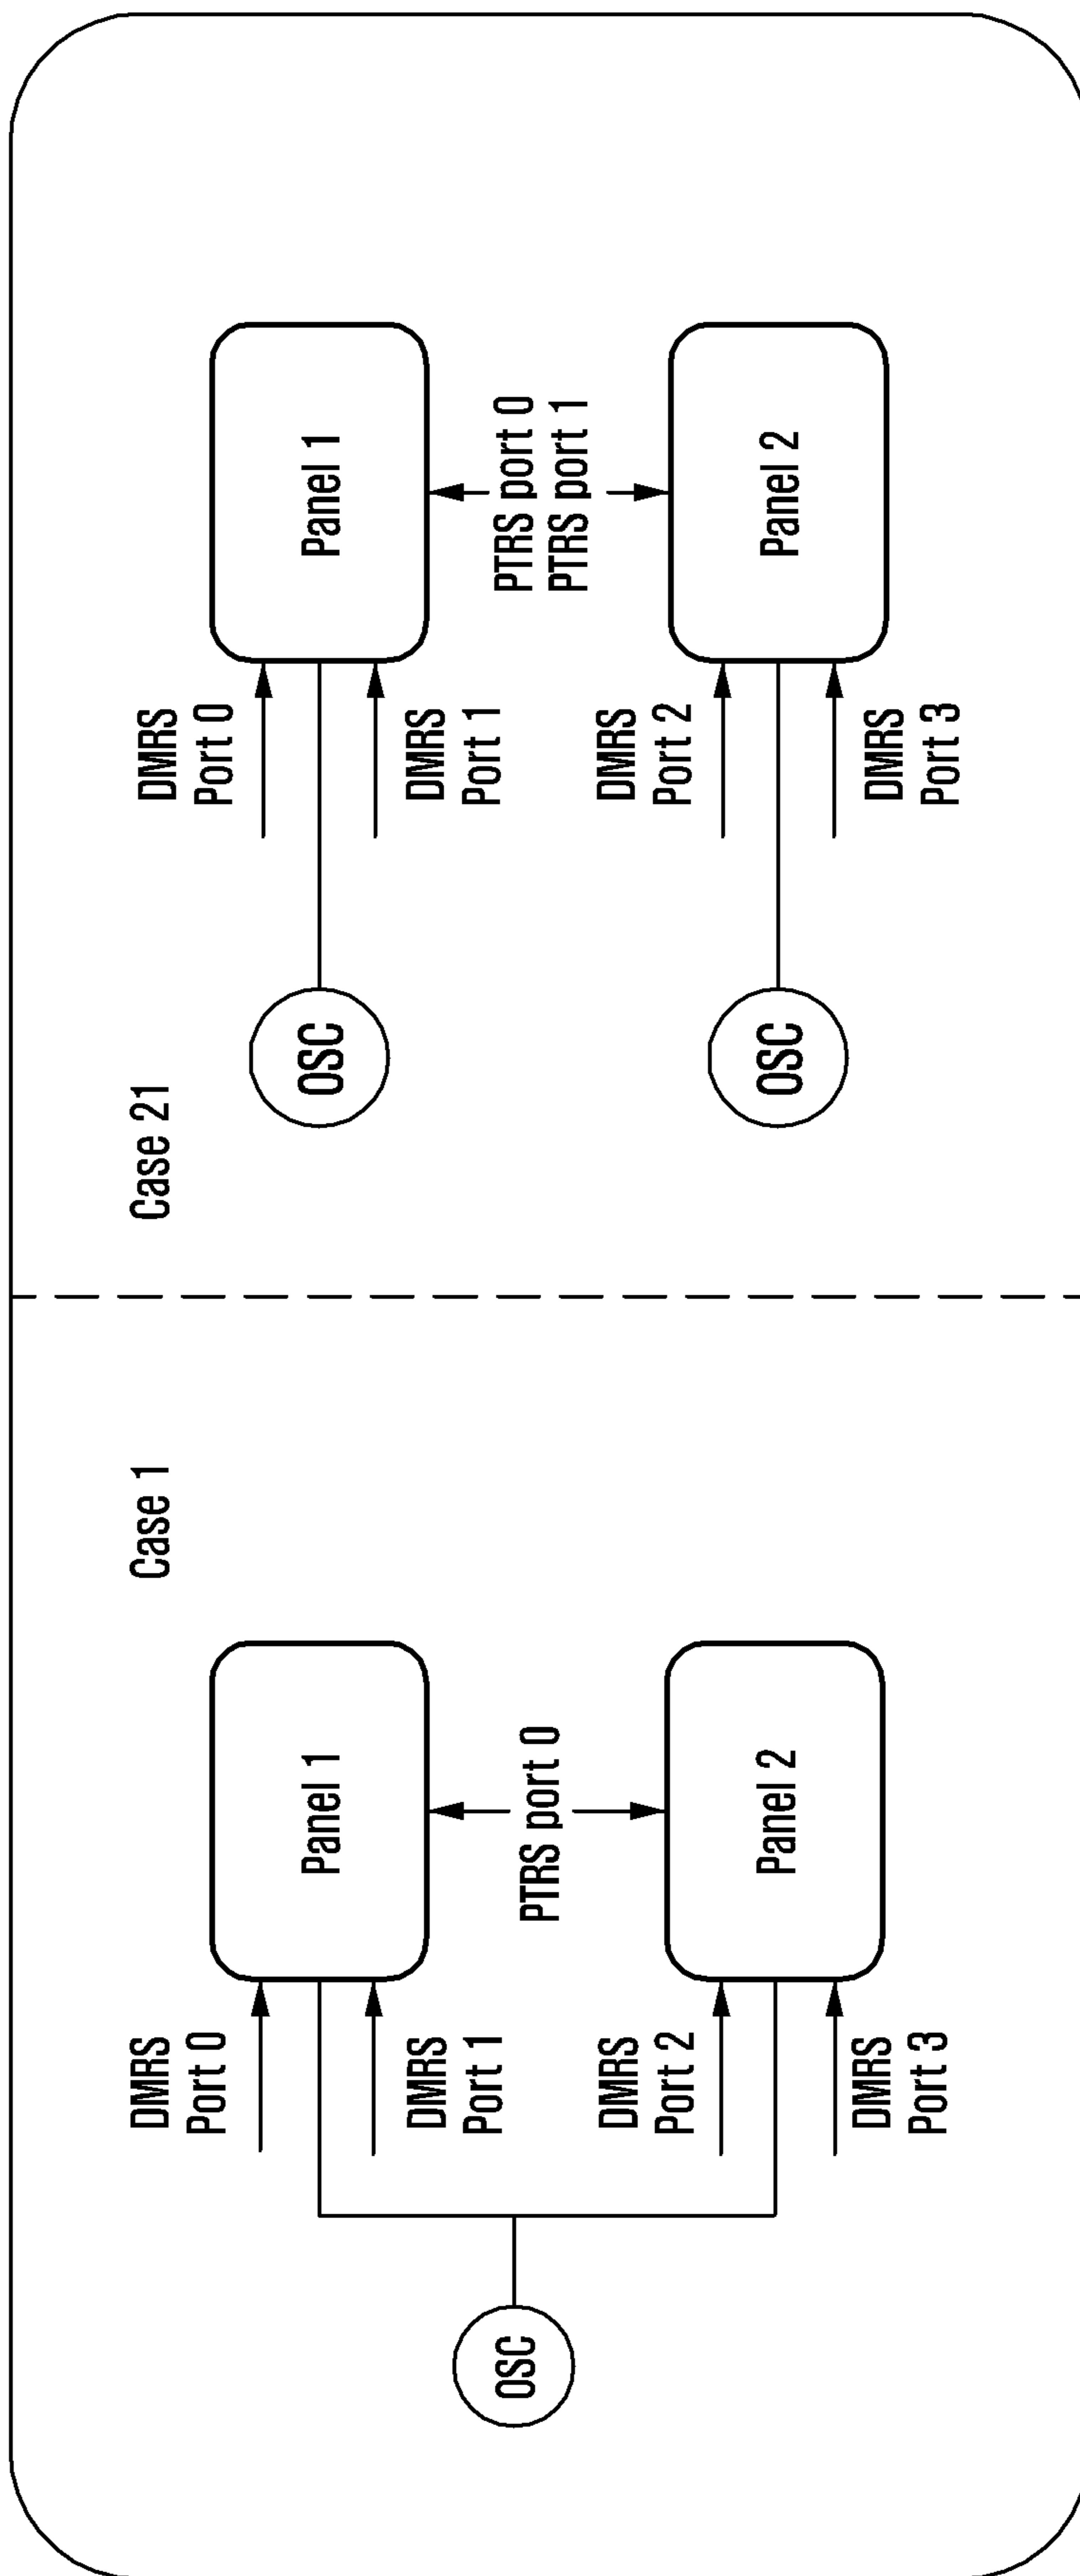 Case 1
DMRS
Port 0
Panel 1
DMRS
Port 1
OSC
PTRS port 0
DMRS
Port 2
Panel 2
DMRS
Port 3
Case 21
DMRS
Port 0
OSC
Panel 1
DMRS
Port 1
PTRS port 0
PTRS port 1
DMRS
Port 2
OSC
Panel 2
DMRS
Port 3